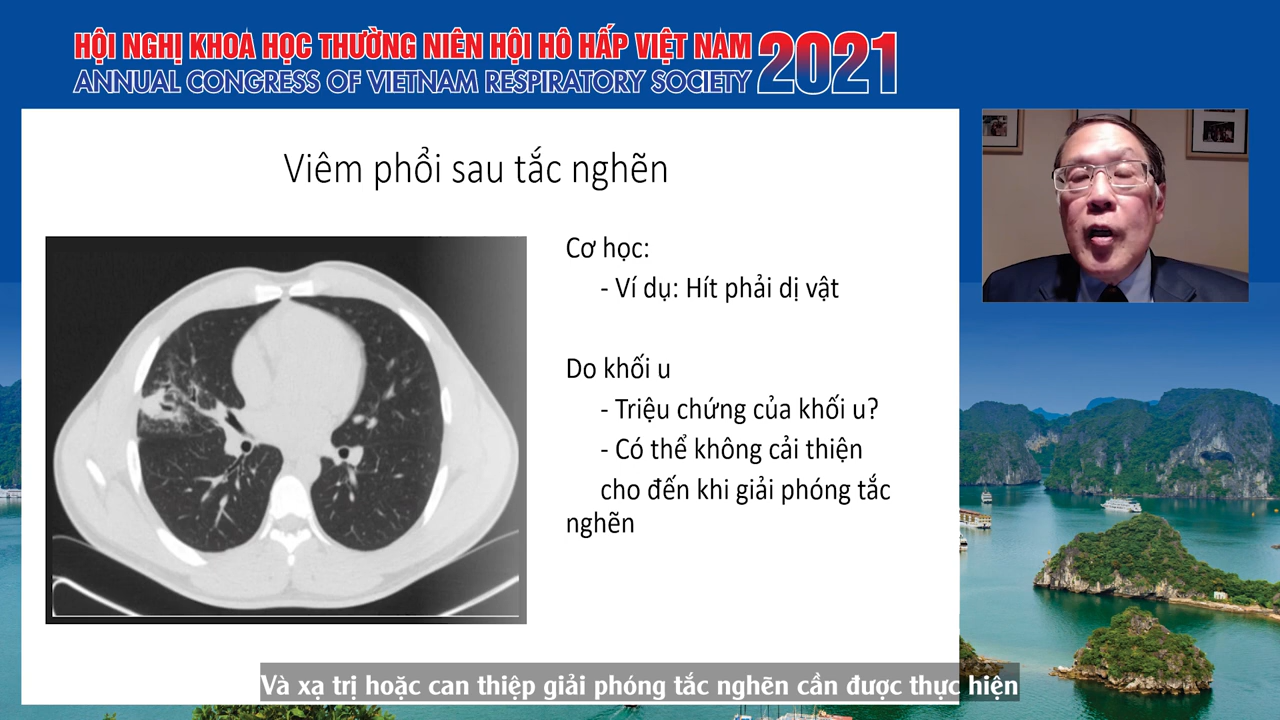 HỘI NGHỊ KHOA HỌC THƯỜNG NIÊN HỘI HÔ HẤP VIỆT NAM 2021
ANNUAL CONGRESS OF VIETNAM RESPIRATORY SOCIETY
Viêm phổi sau tắc nghẽn
Cơ học:
- Ví dụ: Hít phải dị vật
Do khối u
- Triệu chứng của khối u?
- Có thể không cải thiện
cho đến khi giải phóng tắc
nghẽn
Và xạ trị hoặc can thiệp giải phóng tắc nghẽn cần được thực hiện